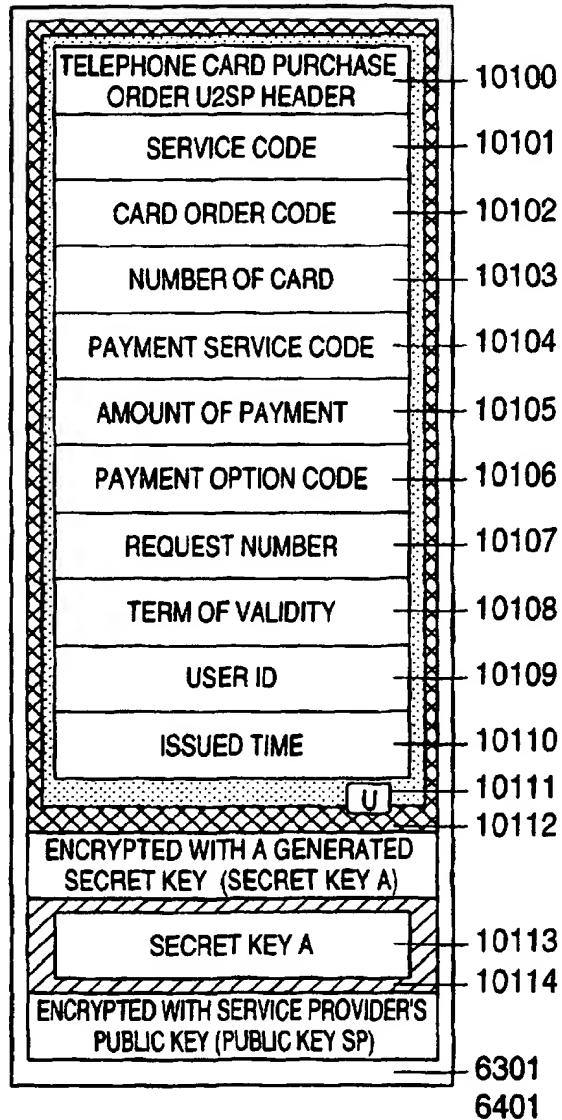 TELEPHONE CARD PURCHASE
ORDER U2SP HEADER
10100
SERVICE CODE
10101
CARD ORDER CODE
10102
NUMBER OF CARD
10103
PAYMENT SERVICE CODE
10104
AMOUNT OF PAYMENT
10105
PAYMENT OPTION CODE
10106
REQUEST NUMBER
10107
TERM OF VALIDITY
10108
USER ID
10109
ISSUED TIME
10110
U
10111
10112
ENCRYPTED WITH A GENERATED
SECRET KEY (SECRET KEY A)
SECRET KEY A
10113
10114
ENCRYPTED WITH SERVICE PROVIDER'S
PUBLIC KEY (PUBLIC KEY SP)
6301
6401